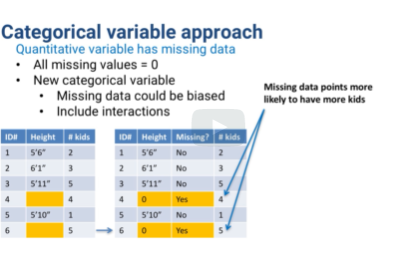 Categorical variable approach
Quantitative variable has missing data
• All missing values = 0
• New categorical variable
• Missing data could be biased
• Include interactions
Missing data points more
likely to have more kids
ID# Height # kids
1 5'6" 2
2 6'1" 3
3 5'11" 5
4 4
5 5'10" 1
6 5
ID# Height Missing? # kids
1 5'6" No 2
2 6'1" No 3
3 5'11" No 5
4 0 Yes 4
5 5'10" No 1
6 0 Yes 5